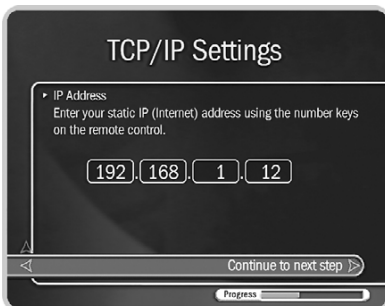 TCP/IP Settings
IP Address
Enter your static IP (Internet) address using the number keys
on the remote control.
192.168. 1 . 12
Continue to next step
Progress